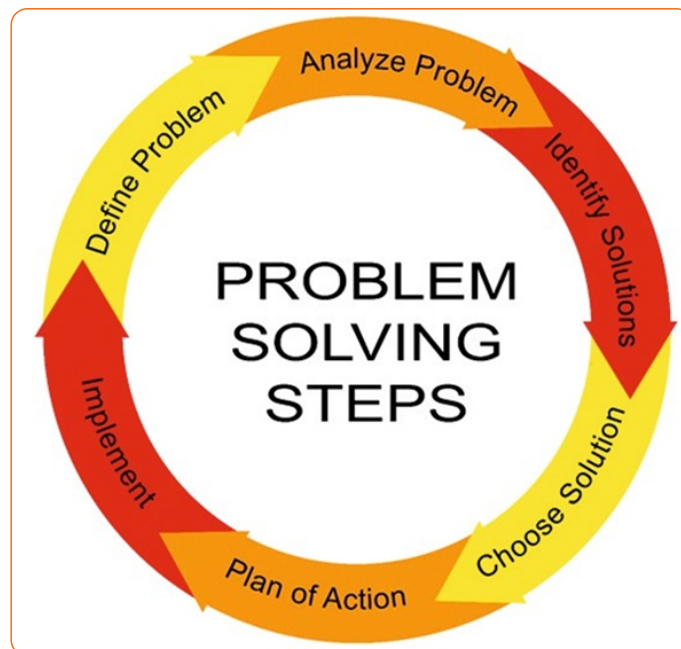 PROBLEM
SOLVING
STEPS
Define Problem
Analyze Problem
Identify Solutions
Choose Solution
Plan of Action
Implement